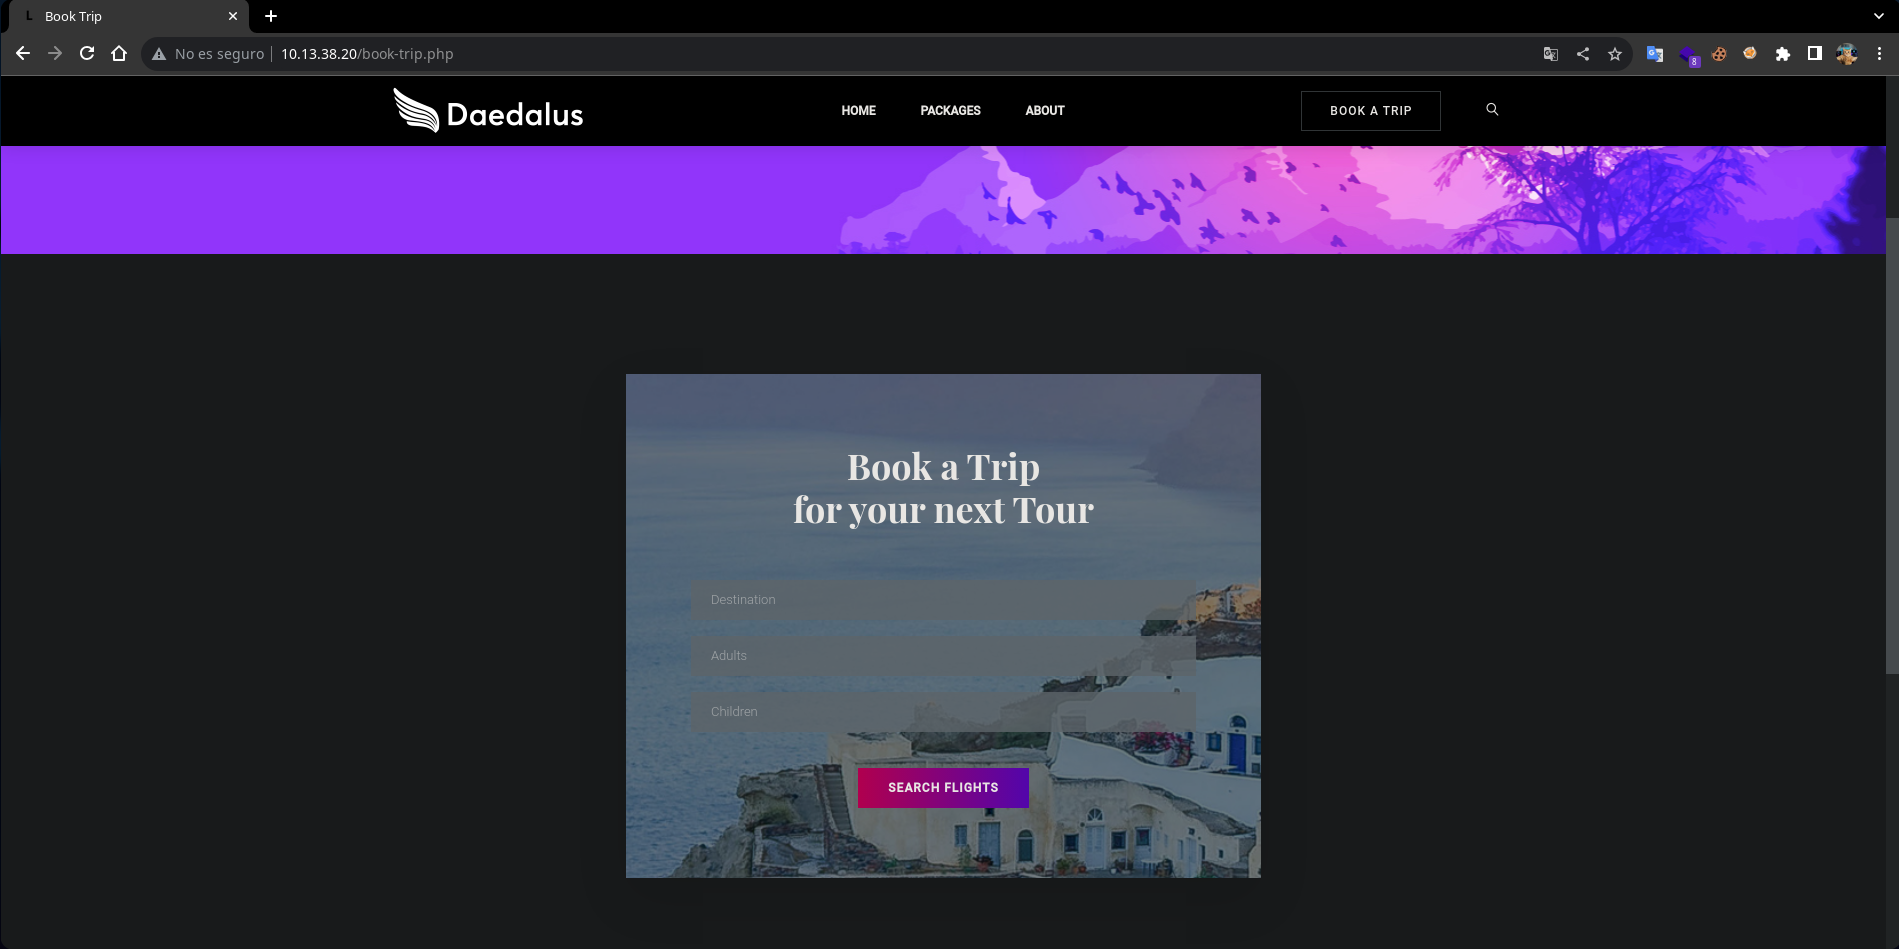 L
Book Trip
No es seguro
10.13.38.20/book-trip.php
8
Daedalus
HOME
PACKAGES
ABOUT
BOOK A TRIP
Book a Trip
for your next Tour
Destination
Adults
Children
SEARCH FLIGHTS